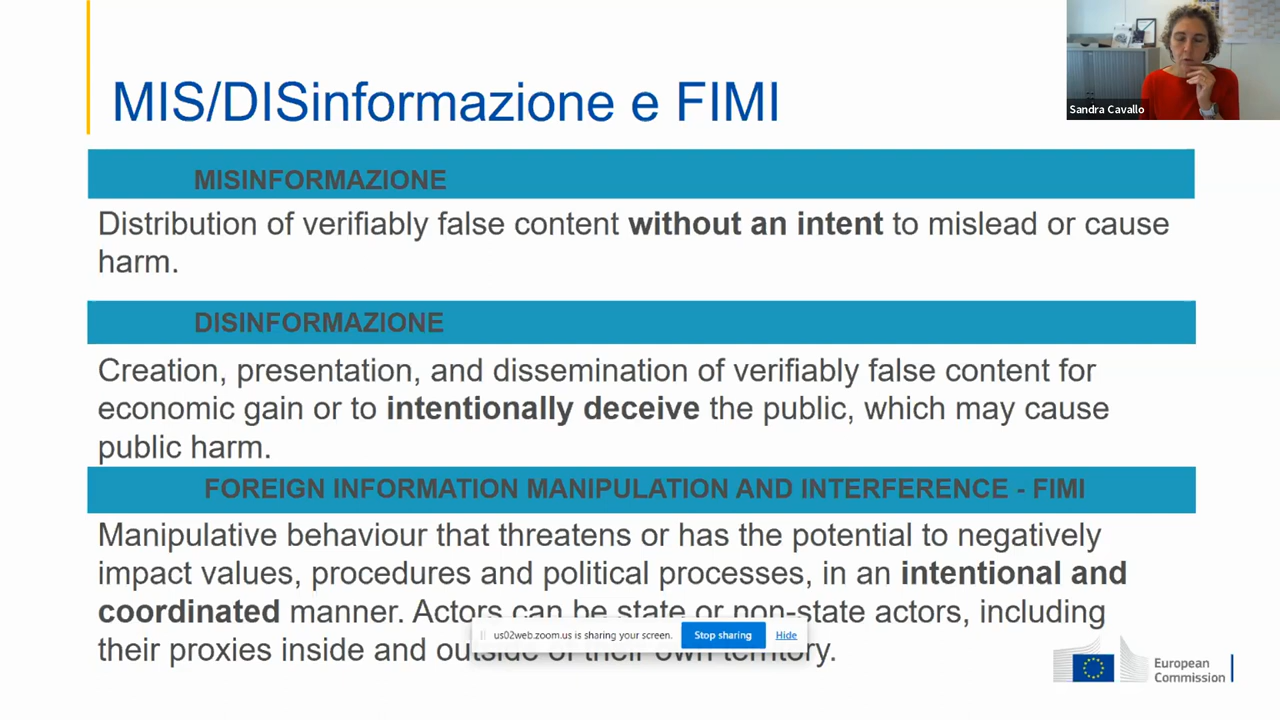 MIS/DISinformazione e FIMI
Sandra Cavallo
MISINFORMAZIONE
Distribution of verifiably false content without an intent to mislead or cause
harm.
DISINFORMAZIONE
Creation, presentation, and dissemination of verifiably false content for
economic gain or to intentionally deceive the public, which may cause
public harm.
FOREIGN INFORMATION MANIPULATION AND INTERFERENCE - FIMI
Manipulative behaviour that threatens or has the potential to negatively
impact values, procedures and political processes, in an intentional and
coordinated manner. Actors can be state or non-state actors, including
us02web.zoom.us is sharing your screen. Stop sharing Hide
their proxies inside and outside of their own territory.
European
Commission